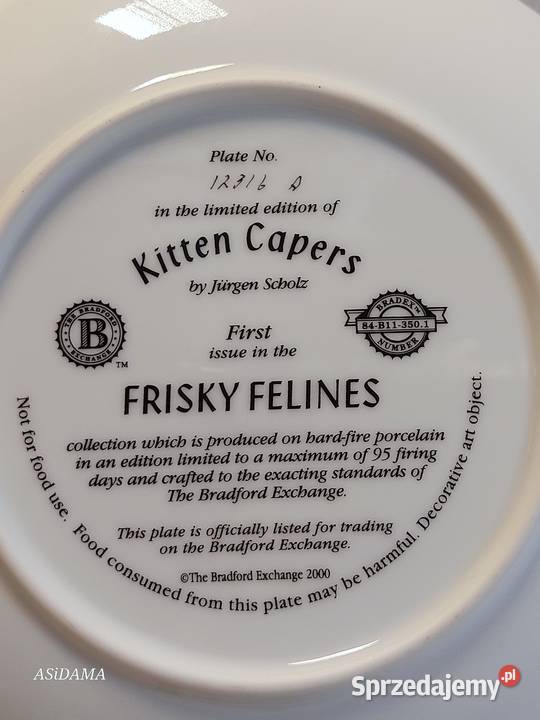 Plate No.
12316 D
in the limited edition of
Kitten Capers
by Jürgen Scholz
THE BRADFORD
B
EXCHANGE
TM
BRADEX™
84-B11-350.1
NUMBER
First
issue in the
FRISKY FELINES
collection which is produced on hard-fire porcelain
in an edition limited to a maximum of 95 firing
days and crafted to the exacting standards of
The Bradford Exchange.
This plate is officially listed for trading
on the Bradford Exchange.
©The Bradford Exchange 2000
Not for food use. Food consumed from this plate may be harmful. Decorative art object.
ASiDAMA
Sprzedajemy.pl